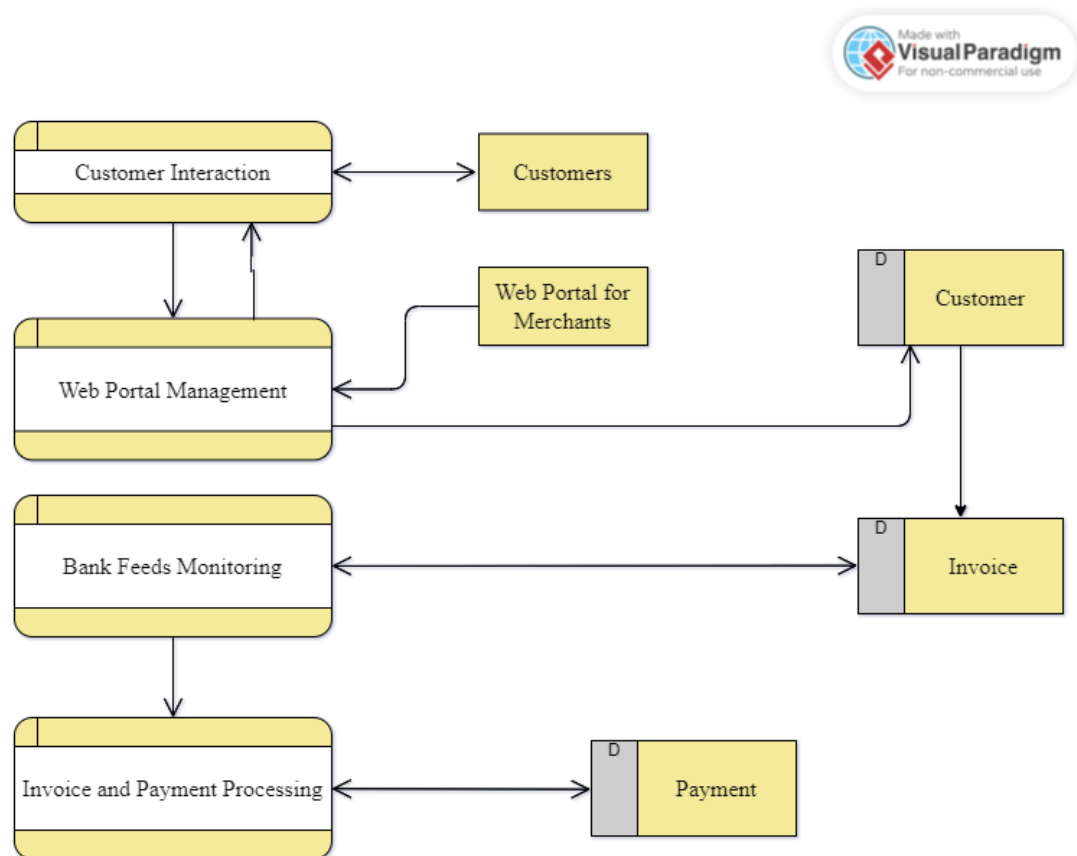 Made with
Visual Paradigm
For non-commercial use
Customer Interaction
Customers
D
Customer
Web Portal for
Merchants
Web Portal Management
Bank Feeds Monitoring
D
Invoice
Invoice and Payment Processing
D
Payment